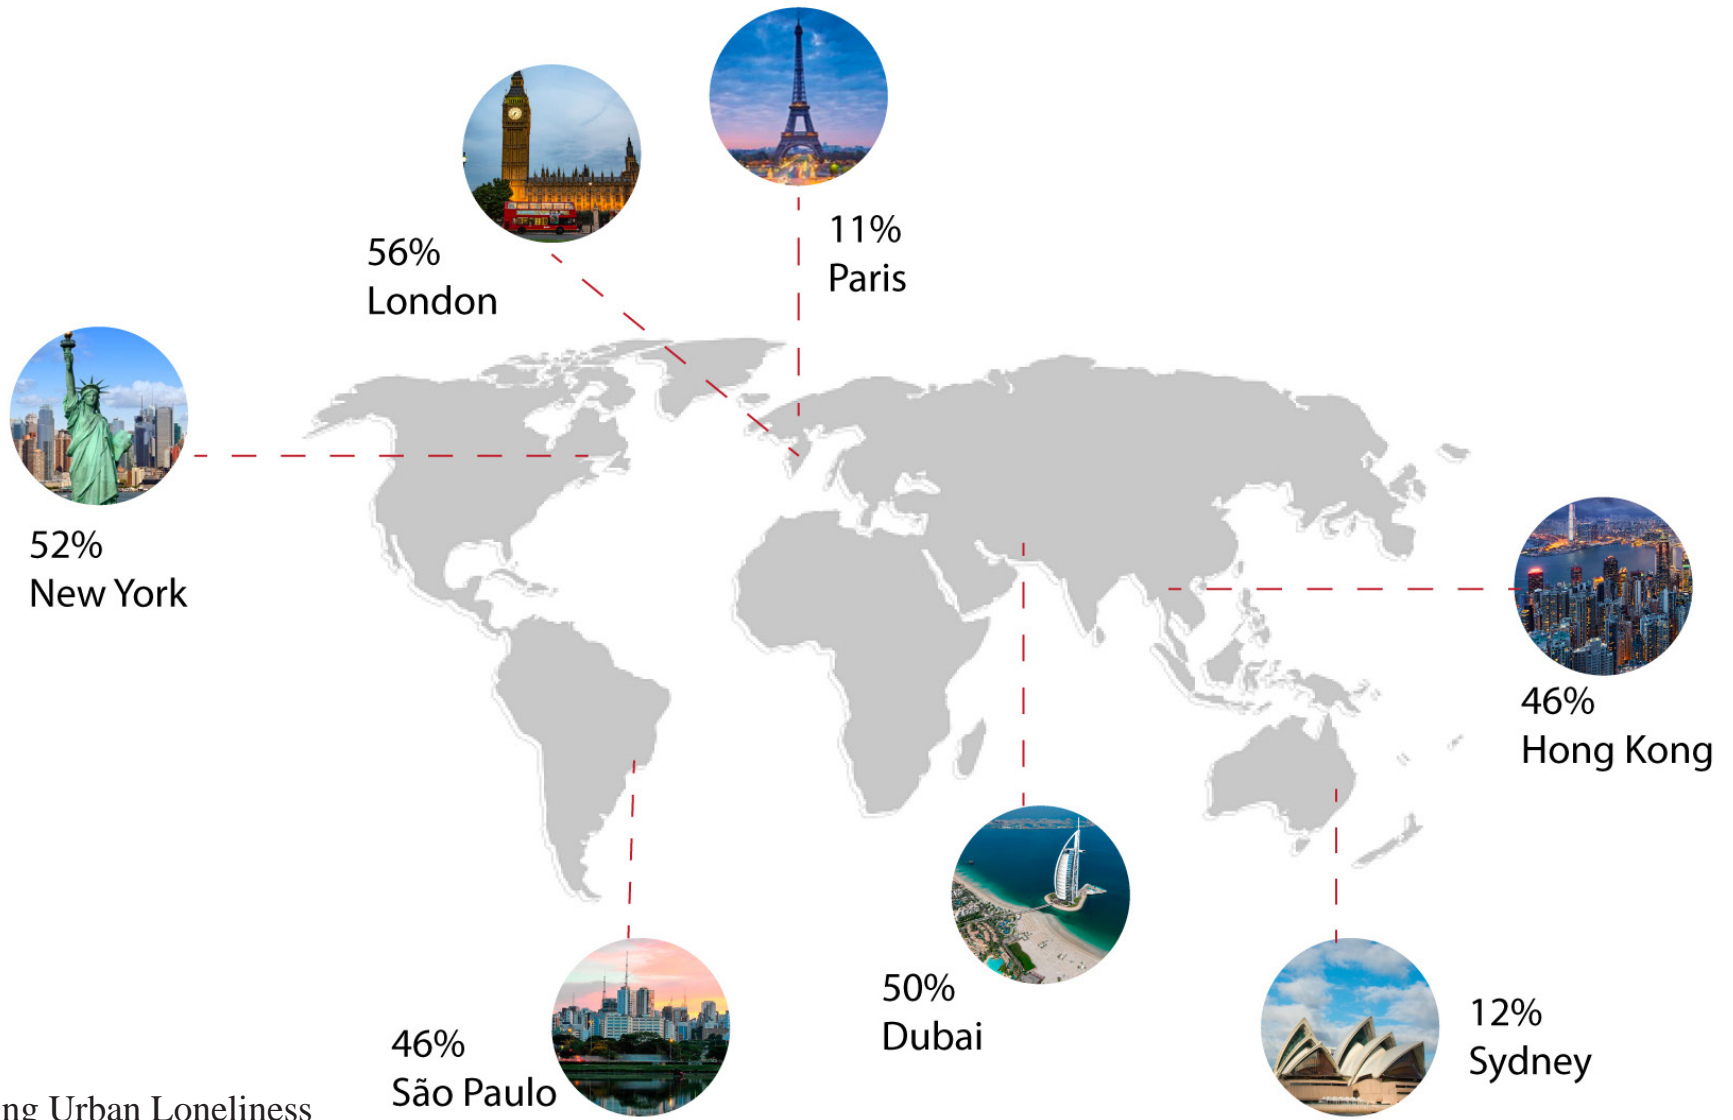 11%
Paris
56%
London
52%
New York
46%
Hong Kong
50%
Dubai
12%
Sydney
46%
São Paulo
Urban Loneliness